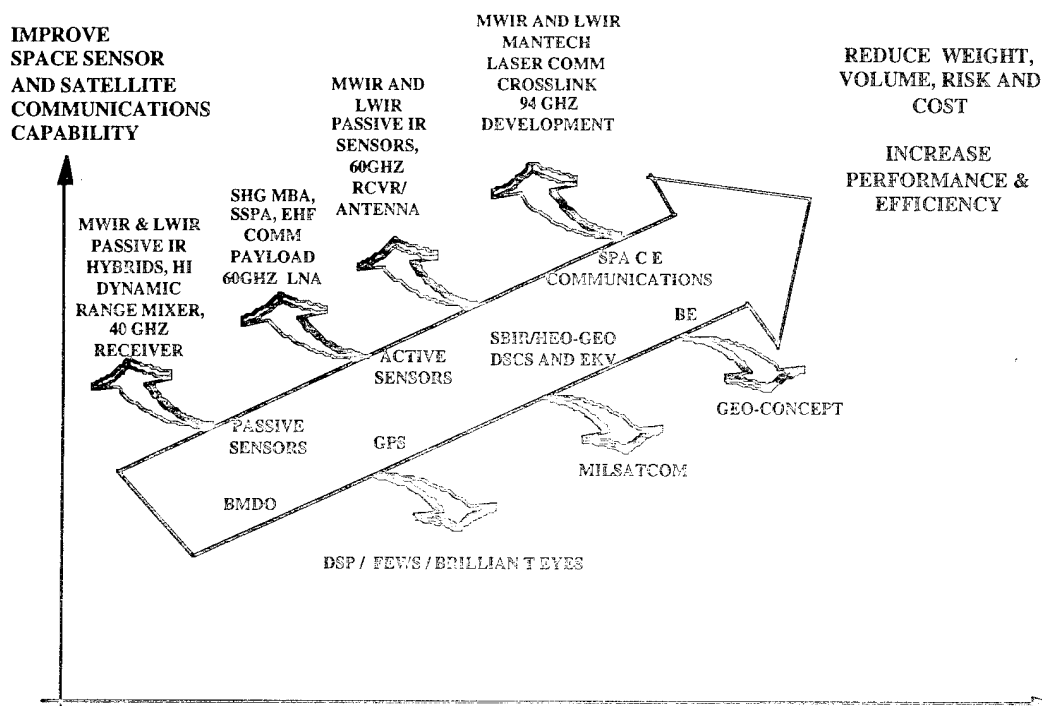 IMPROVE
SPACE SENSOR
AND SATELLITE
COMMUNICATIONS
CAPABILITY
MWIR & LWIR
PASSIVE IR
HYBRIDS, HI
DYNAMIC
RANGE MIXER,
40 GHZ
RECEIVER
SHG MBA,
SSPA, EHF
COMM
PAYLOAD
60GHZ LNA
MWIR AND
LWIR
PASSIVE IR
SENSORS,
60GHZ
RCVR/
ANTENNA
MWIR AND LWIR
MANTECH
LASER COMM
CROSSLINK
94 GHZ
DEVELOPMENT
REDUCE WEIGHT,
VOLUME, RISK AND
COST
INCREASE
PERFORMANCE &
EFFICIENCY
PASSIVE
SENSORS
ACTIVE
SENSORS
SPA C E
COMMUNICATIONS
BMDO
GPS
SBIR/HEO-GEO
DSCS AND EKV
BE
DSP / FEWS / BRILLIAN T EYES
MILSATCOM
GEO-CONCEPT